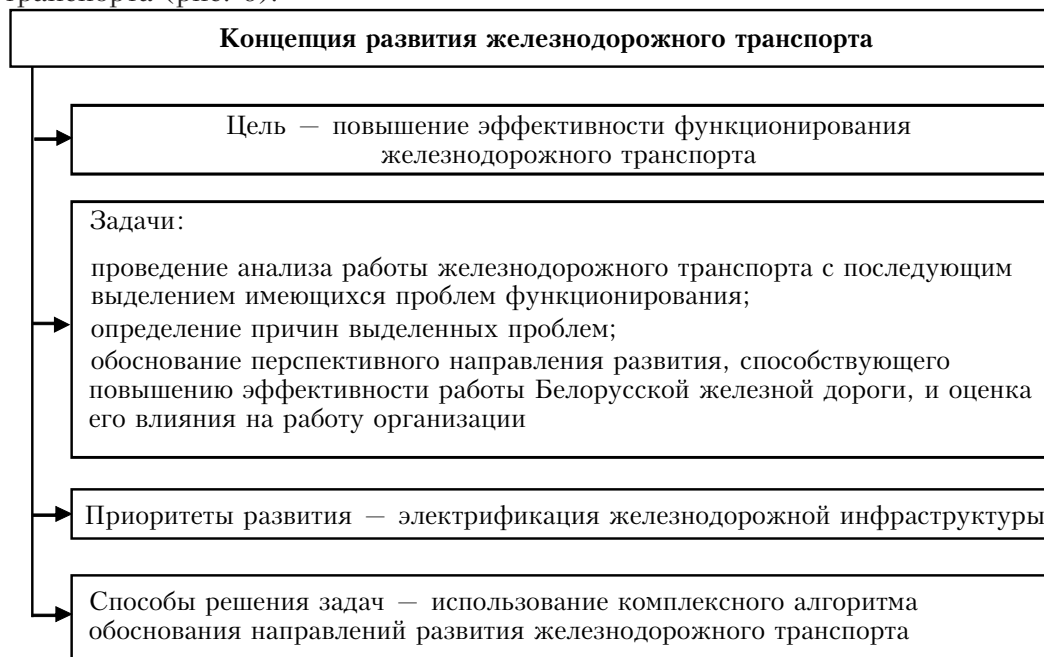 транспорта (рис. 6).
Концепция развития железнодорожного транспорта
Цель — повышение эффективности функционирования
железнодорожного транспорта
Задачи:
проведение анализа работы железнодорожного транспорта с последующим
выделением имеющихся проблем функционирования;
определение причин выделенных проблем;
обоснование перспективного направления развития, способствующего
повышению эффективности работы Белорусской железной дороги, и оценка
его влияния на работу организации
Приоритеты развития — электрификация железнодорожной инфраструктуры
Способы решения задач — использование комплексного алгоритма
обоснования направлений развития железнодорожного транспорта